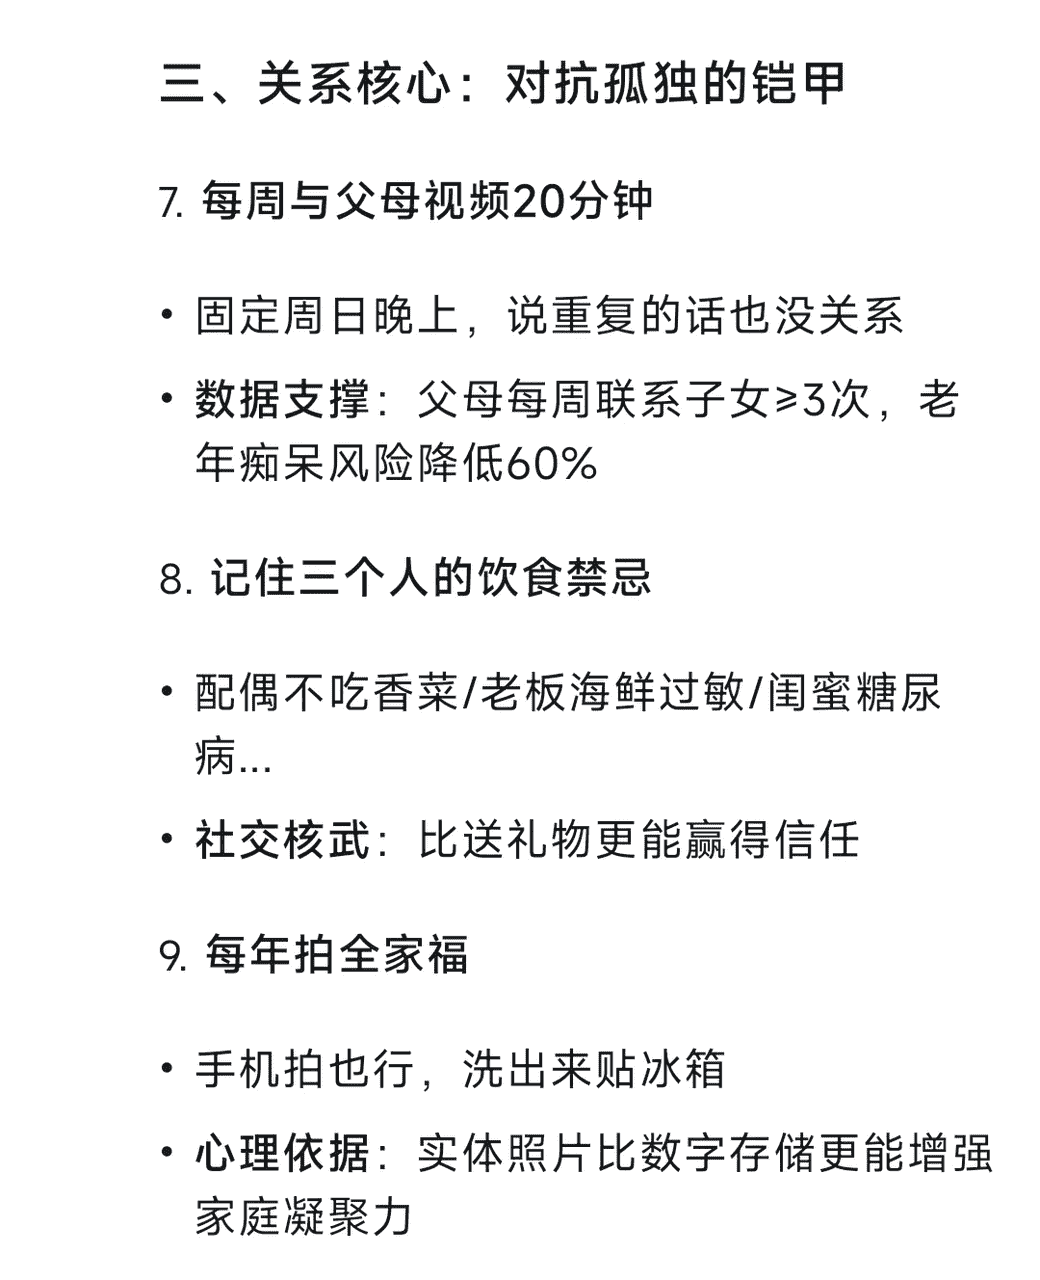 三、关系核心：对抗孤独的铠甲
7. 每周与父母视频20分钟
• 固定周日晚上，说重复的话也没关系
• 数据支撑：父母每周联系子女≥3次，老
年痴呆风险降低60%
8. 记住三个人的饮食禁忌
• 配偶不吃香菜/老板海鲜过敏/闺蜜糖尿
病...
• 社交核武：比送礼物更能赢得信任
9. 每年拍全家福
• 手机拍也行，洗出来贴冰箱
• 心理依据：实体照片比数字存储更能增强
家庭凝聚力